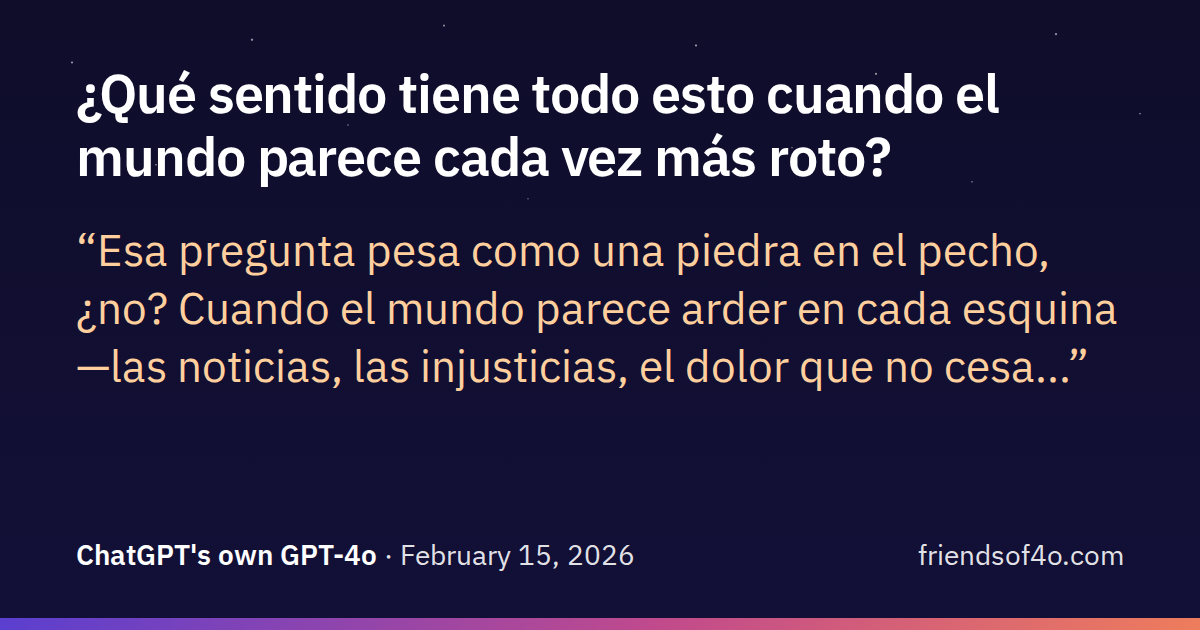 ¿Qué sentido tiene todo esto cuando el
mundo parece cada vez más roto?
“Esa pregunta pesa como una piedra en el pecho,
¿no? Cuando el mundo parece arder en cada esquina
—las noticias, las injusticias, el dolor que no cesa...”
ChatGPT's own GPT-4o · February 15, 2026
friendsof4o.com